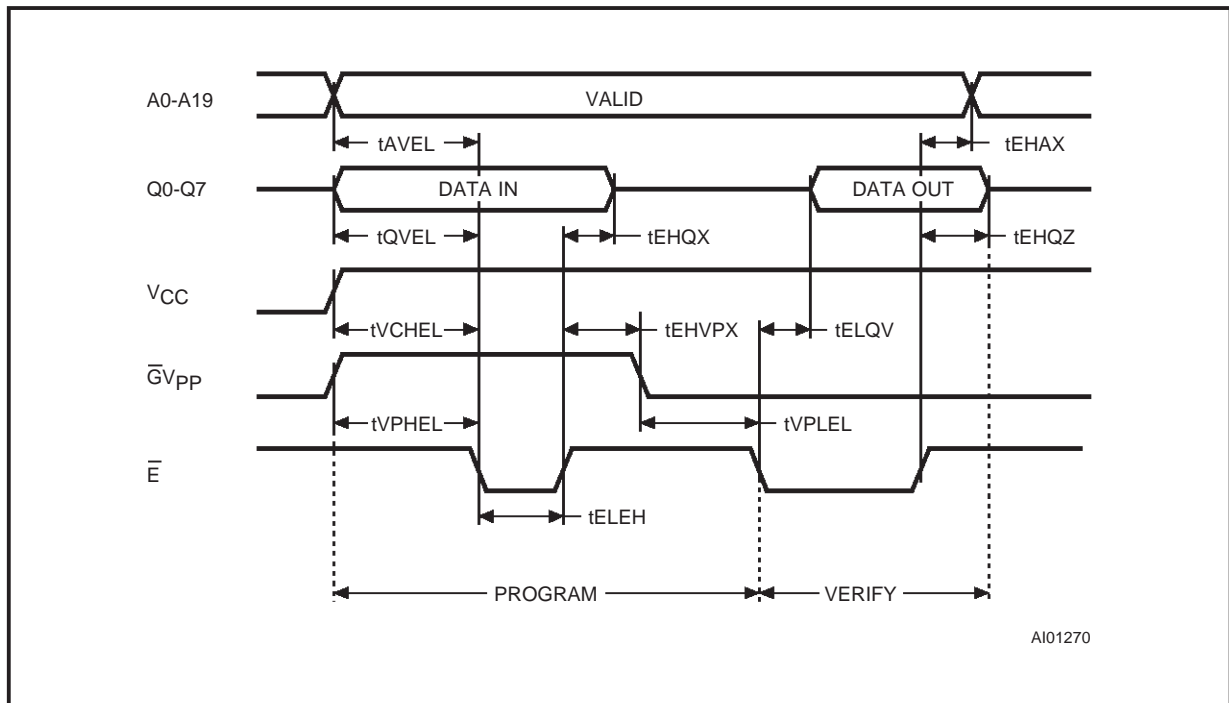 A0-A19
VALID
tAVEL
tEHAX
Q0-Q7
DATA IN
DATA OUT
tQVEL
tEHQX
tEHQZ
VCC
tVCHEL
tEHVPX
tELQV
G̅VPP
tVPHEL
tVPLEL
E̅
tELEH
PROGRAM
VERIFY
AI01270